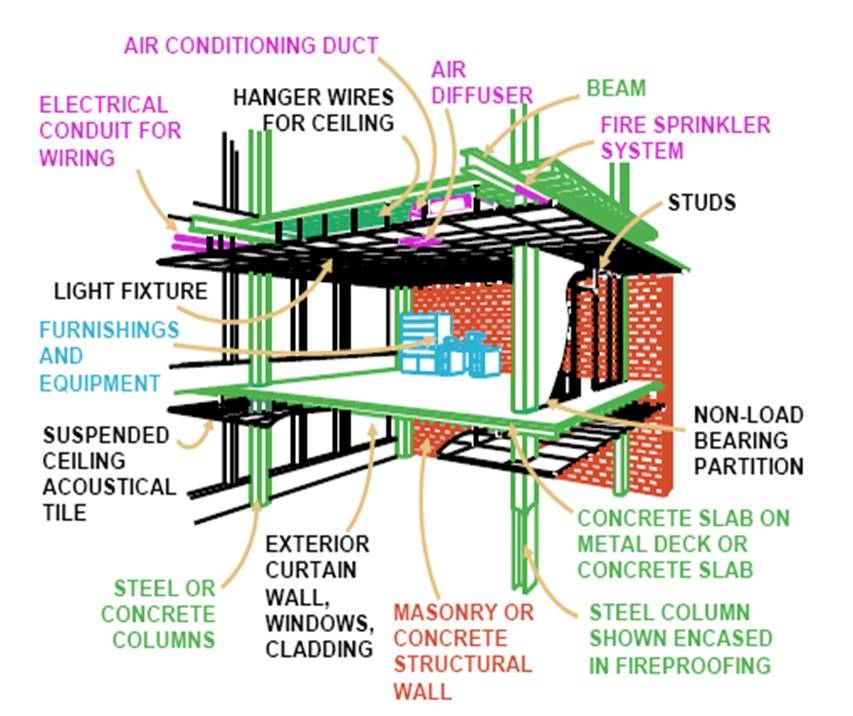 AIR CONDITIONING DUCT
AIR
DIFFUSER
BEAM
HANGER WIRES
FOR CEILING
ELECTRICAL
CONDUIT FOR
WIRING
FIRE SPRINKLER
SYSTEM
STUDS
LIGHT FIXTURE
FURNISHINGS
AND
EQUIPMENT
SUSPENDED
CEILING
ACOUSTICAL
TILE
NON-LOAD
BEARING
PARTITION
CONCRETE SLAB ON
METAL DECK OR
CONCRETE SLAB
EXTERIOR
CURTAIN
WALL,
WINDOWS,
CLADDING
STEEL OR
CONCRETE
COLUMNS
MASONRY OR
CONCRETE
STRUCTURAL
WALL
STEEL COLUMN
SHOWN ENCASED
IN FIREPROOFING